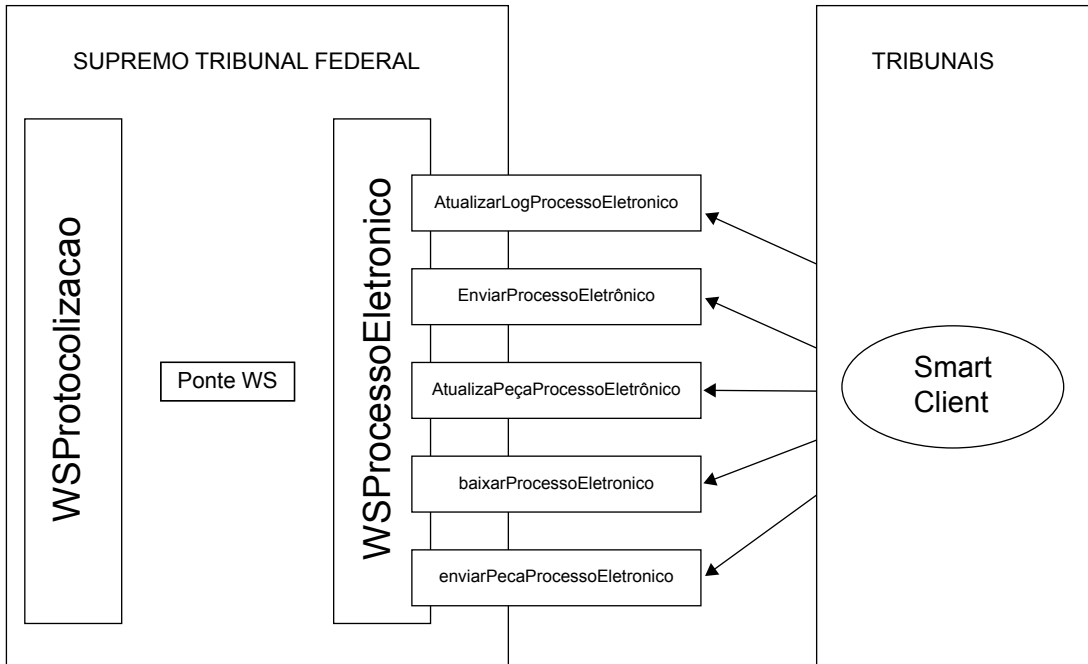 SUPREMO TRIBUNAL FEDERAL
TRIBUNAIS
WSProtocolizacao
Ponte WS
WSProcessoEletronico
AtualizarLogProcessoEletronico
EnviarProcessoEletrônico
AtualizaPeçaProcessoEletrônico
baixarProcessoEletronico
enviarPecaProcessoEletronico
Smart
Client